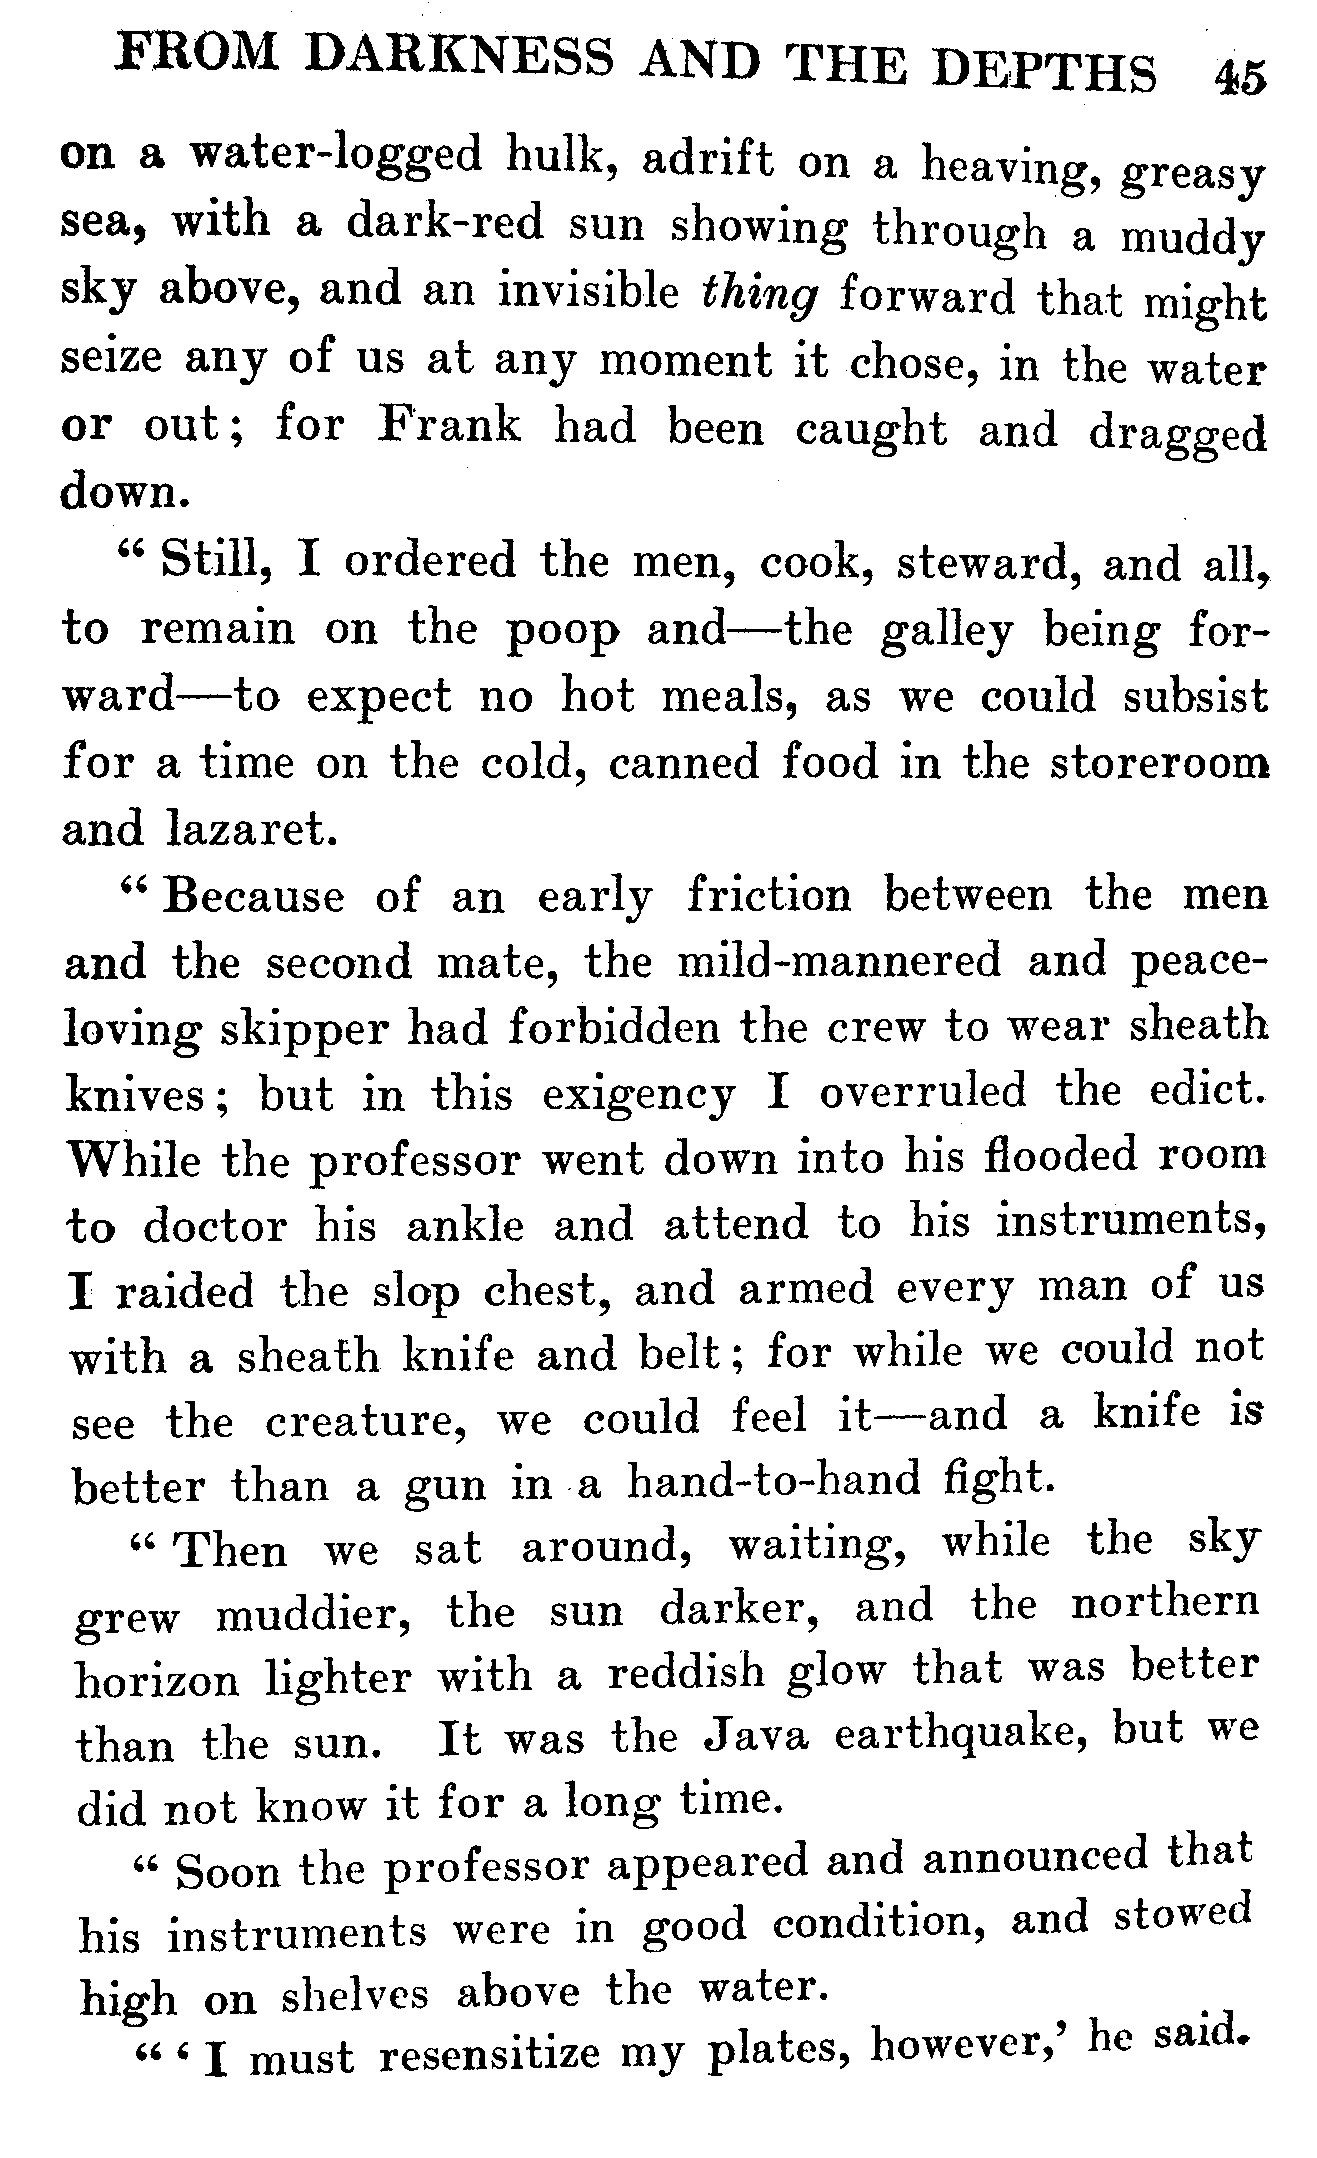 FROM DARKNESS AND THE DEPTHS 45
on a water-logged hulk, adrift on a heaving, greasy
sea, with a dark-red sun showing through a muddy
sky above, and an invisible thing forward that might
seize any of us at any moment it chose, in the water
or out; for Frank had been caught and dragged
down.
“Still, I ordered the men, cook, steward, and all,
to remain on the poop and—the galley being for-
ward—to expect no hot meals, as we could subsist
for a time on the cold, canned food in the storeroom
and lazaret.
“Because of an early friction between the men
and the second mate, the mild-mannered and peace-
loving skipper had forbidden the crew to wear sheath
knives; but in this exigency I overruled the edict.
While the professor went down into his flooded room
to doctor his ankle and attend to his instruments,
I raided the slop chest, and armed every man of us
with a sheath knife and belt; for while we could not
see the creature, we could feel it—and a knife is
better than a gun in a hand-to-hand fight.
“Then we sat around, waiting, while the sky
grew muddier, the sun darker, and the northern
horizon lighter with a reddish glow that was better
than the sun. It was the Java earthquake, but we
did not know it for a long time.
“Soon the professor appeared and announced that
his instruments were in good condition, and stowed
high on shelves above the water.
“‘I must resensitize my plates, however,’ he said.